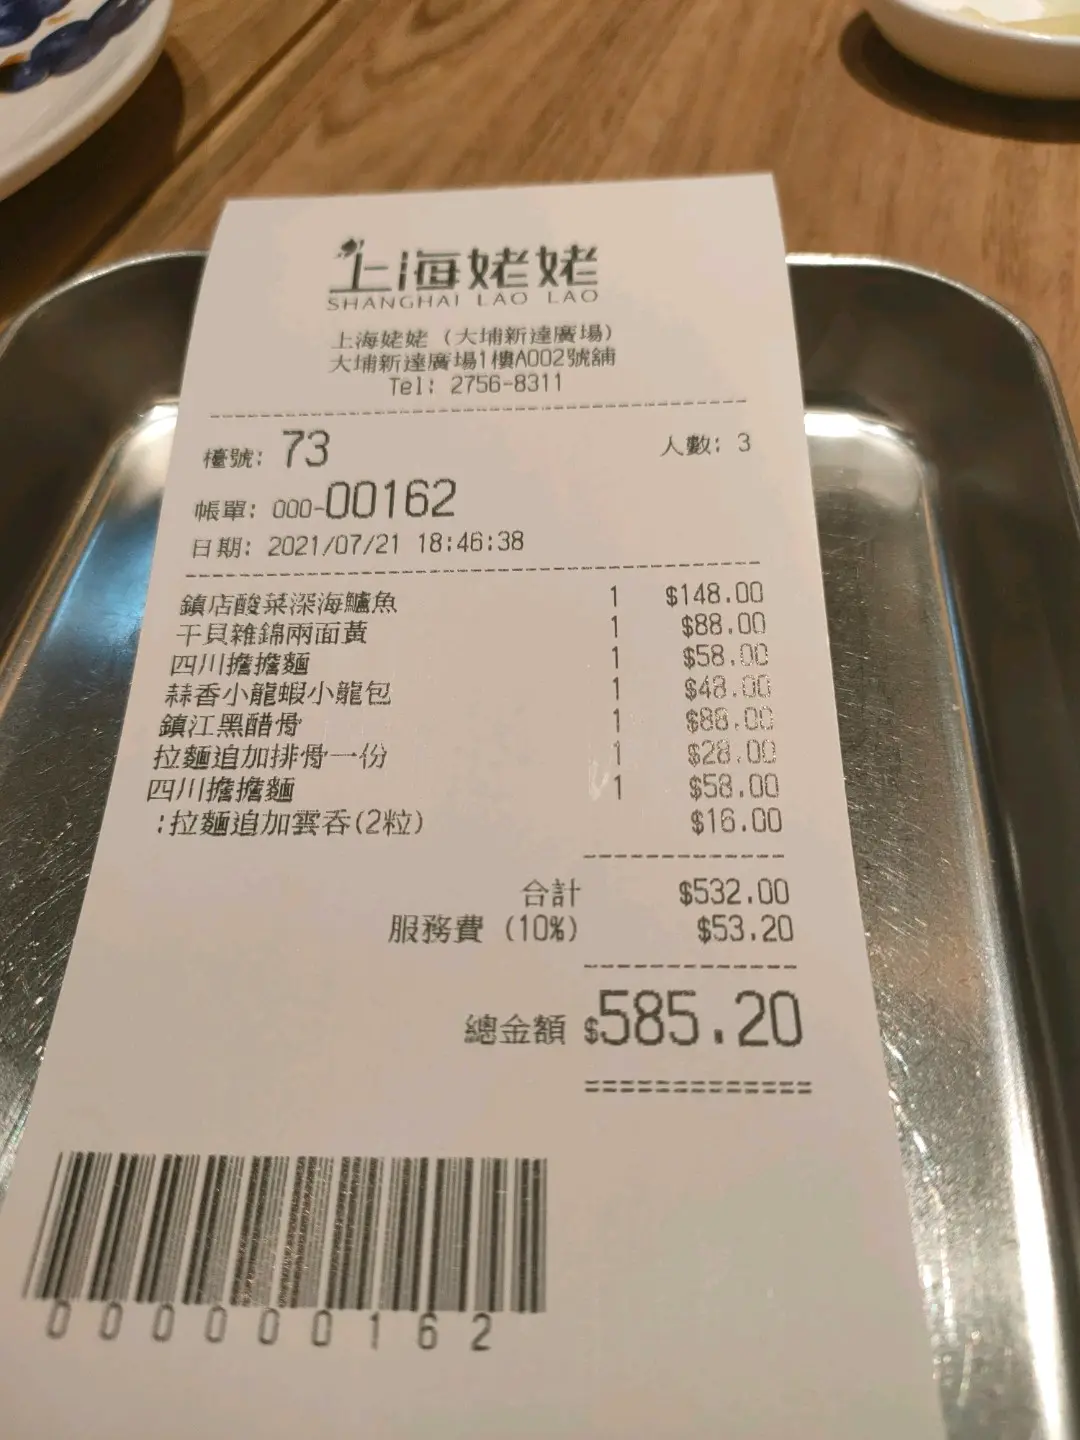 上海姥姥
SHANGHAI LAO LAO
上海姥姥 (大埔新達廣場)
大埔新達廣場1樓A002號舖
Tel: 2756-8311
檯號: 73 人數: 3
帳單: 000-00162
日期: 2021/07/21 18:46:38
鎮店酸菜深海鱸魚 1 $148.00
干貝雜錦兩面黃 1 $88.00
四川擔擔麵 1 $58.00
蒜香小龍蝦小龍包 1 $48.00
鎮江黑醋骨 1 $88.00
拉麵追加排骨一份 1 $28.00
四川擔擔麵 1 $58.00
:拉麵追加雲吞(2粒) $16.00
合計 $532.00
服務費 (10%) $53.20
總金額 $585.20
000000162